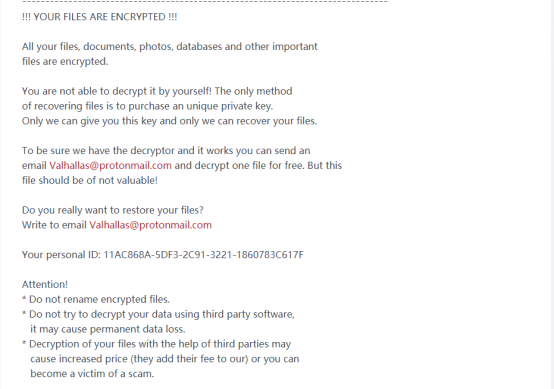 ------------------------------------------------------------------------------
!!! YOUR FILES ARE ENCRYPTED !!!
All your files, documents, photos, databases and other important
files are encrypted.
You are not able to decrypt it by yourself! The only method
of recovering files is to purchase an unique private key.
Only we can give you this key and only we can recover your files.
To be sure we have the decryptor and it works you can send an
email Valhallas@protonmail.com and decrypt one file for free. But this
file should be of not valuable!
Do you really want to restore your files?
Write to email Valhallas@protonmail.com
Your personal ID: 11AC868A-5DF3-2C91-3221-1860783C617F
Attention!
* Do not rename encrypted files.
* Do not try to decrypt your data using third party software,
it may cause permanent data loss.
* Decryption of your files with the help of third parties may
cause increased price (they add their fee to our) or you can
become a victim of a scam.